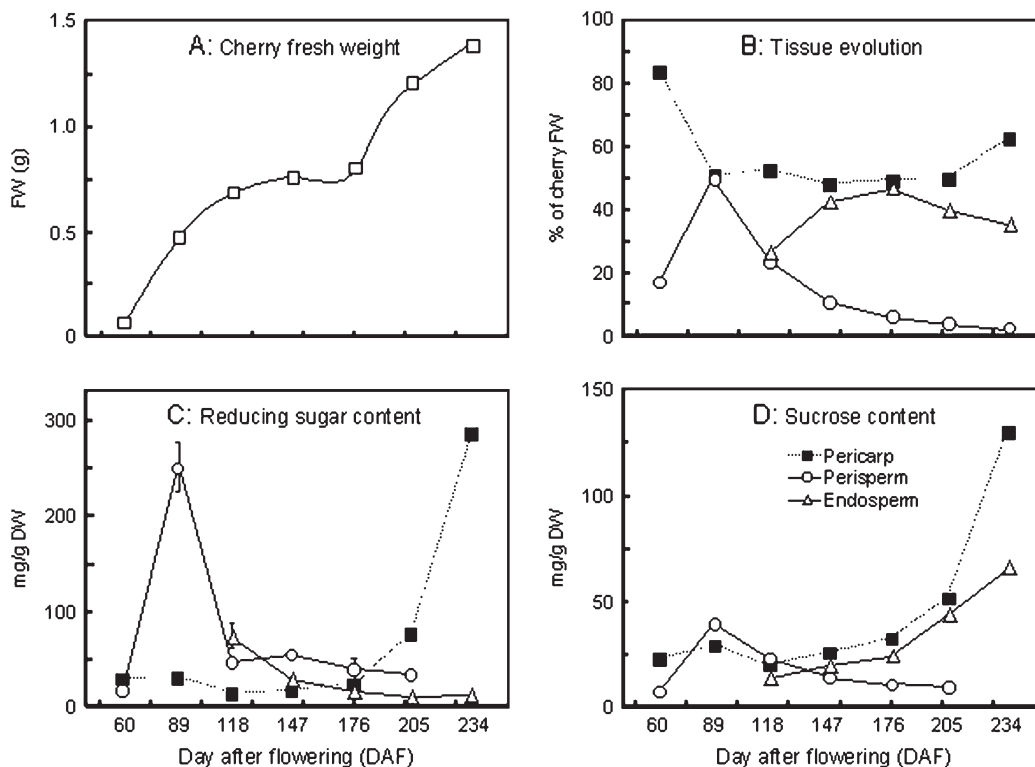 A: Cherry fresh weight
1.5
1.0
0.5
0
FW (g)
B: Tissue evolution
100
80
60
40
20
0
% of cherry FW
C: Reducing sugar content
300
200
100
0
mg/g DW
60 89 118 147 176 205 234
Day after flowering (DAF)
D: Sucrose content
Pericarp
Perisperm
Endosperm
150
100
50
0
mg/g DW
60 89 118 147 176 205 234
Day after flowering (DAF)